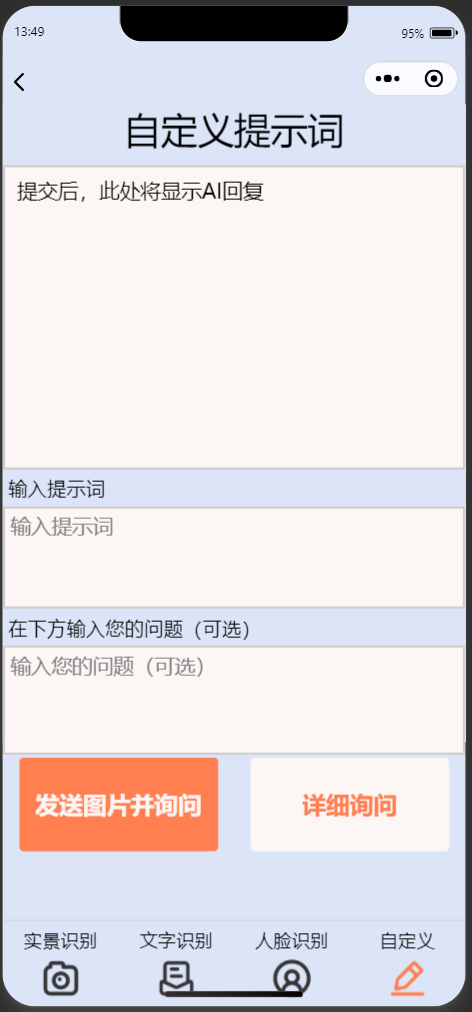 13:49
95%
自定义提示词
提交后，此处将显示AI回复
输入提示词
输入提示词
在下方输入您的问题（可选）
输入您的问题（可选）
发送图片并询问
详细询问
实景识别
文字识别
人脸识别
自定义